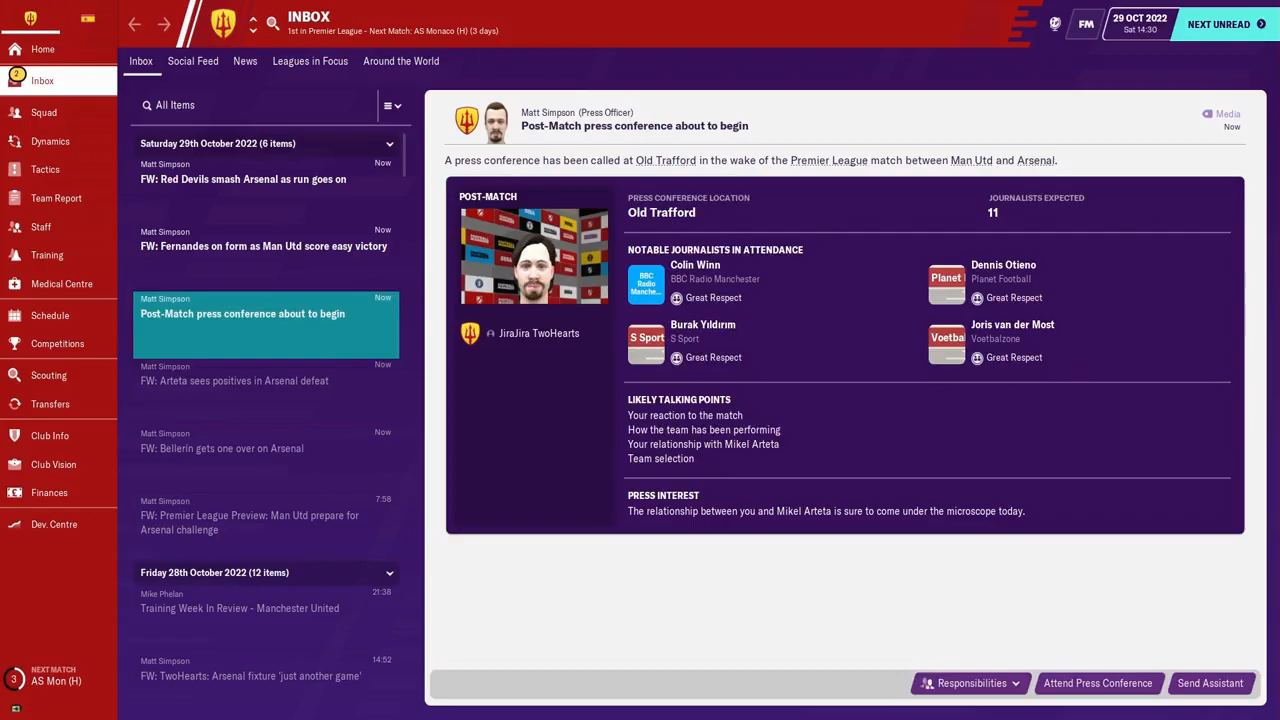 INBOX
1st in Premier League - Next Match: AS Monaco (H) (3 days)
FM
29 OCT 2022
Sat 14:30
NEXT UNREAD
Home
2
Inbox
Squad
Dynamics
Tactics
Team Report
Staff
Training
Medical Centre
Schedule
Competitions
Scouting
Transfers
Club Info
Club Vision
Finances
Dev. Centre
3
NEXT MATCH
AS Mon (H)
Inbox
Social Feed
News
Leagues in Focus
Around the World
All Items
Saturday 29th October 2022 (6 items)
Matt Simpson
Now
FW: Red Devils smash Arsenal as run goes on
Now
Matt Simpson
FW: Fernandes on form as Man Utd score easy victory
Matt Simpson
Now
Post-Match press conference about to begin
Matt Simpson
Now
FW: Arteta sees positives in Arsenal defeat
Matt Simpson
Now
FW: Bellerín gets one over on Arsenal
Matt Simpson
7:58
FW: Premier League Preview: Man Utd prepare for
Arsenal challenge
Friday 28th October 2022 (12 items)
Mike Phelan
21:38
Training Week In Review - Manchester United
Matt Simpson
14:52
FW: TwoHearts: Arsenal fixture 'just another game'
Matt Simpson (Press Officer)
Post-Match press conference about to begin
Media
Now
A press conference has been called at Old Trafford in the wake of the Premier League match between Man Utd and Arsenal.
POST-MATCH
JiraJira TwoHearts
PRESS CONFERENCE LOCATION
Old Trafford
JOURNALISTS EXPECTED
11
NOTABLE JOURNALISTS IN ATTENDANCE
BBC
Radio
Manche...
Colin Winn
BBC Radio Manchester
Great Respect
Planet
Dennis Otieno
Planet Football
Great Respect
S Sport
Burak Yıldırım
S Sport
Great Respect
Voetba
Joris van der Most
Voetbalzone
Great Respect
LIKELY TALKING POINTS
Your reaction to the match
How the team has been performing
Your relationship with Mikel Arteta
Team selection
PRESS INTEREST
The relationship between you and Mikel Arteta is sure to come under the microscope today.
Responsibilities
Attend Press Conference
Send Assistant